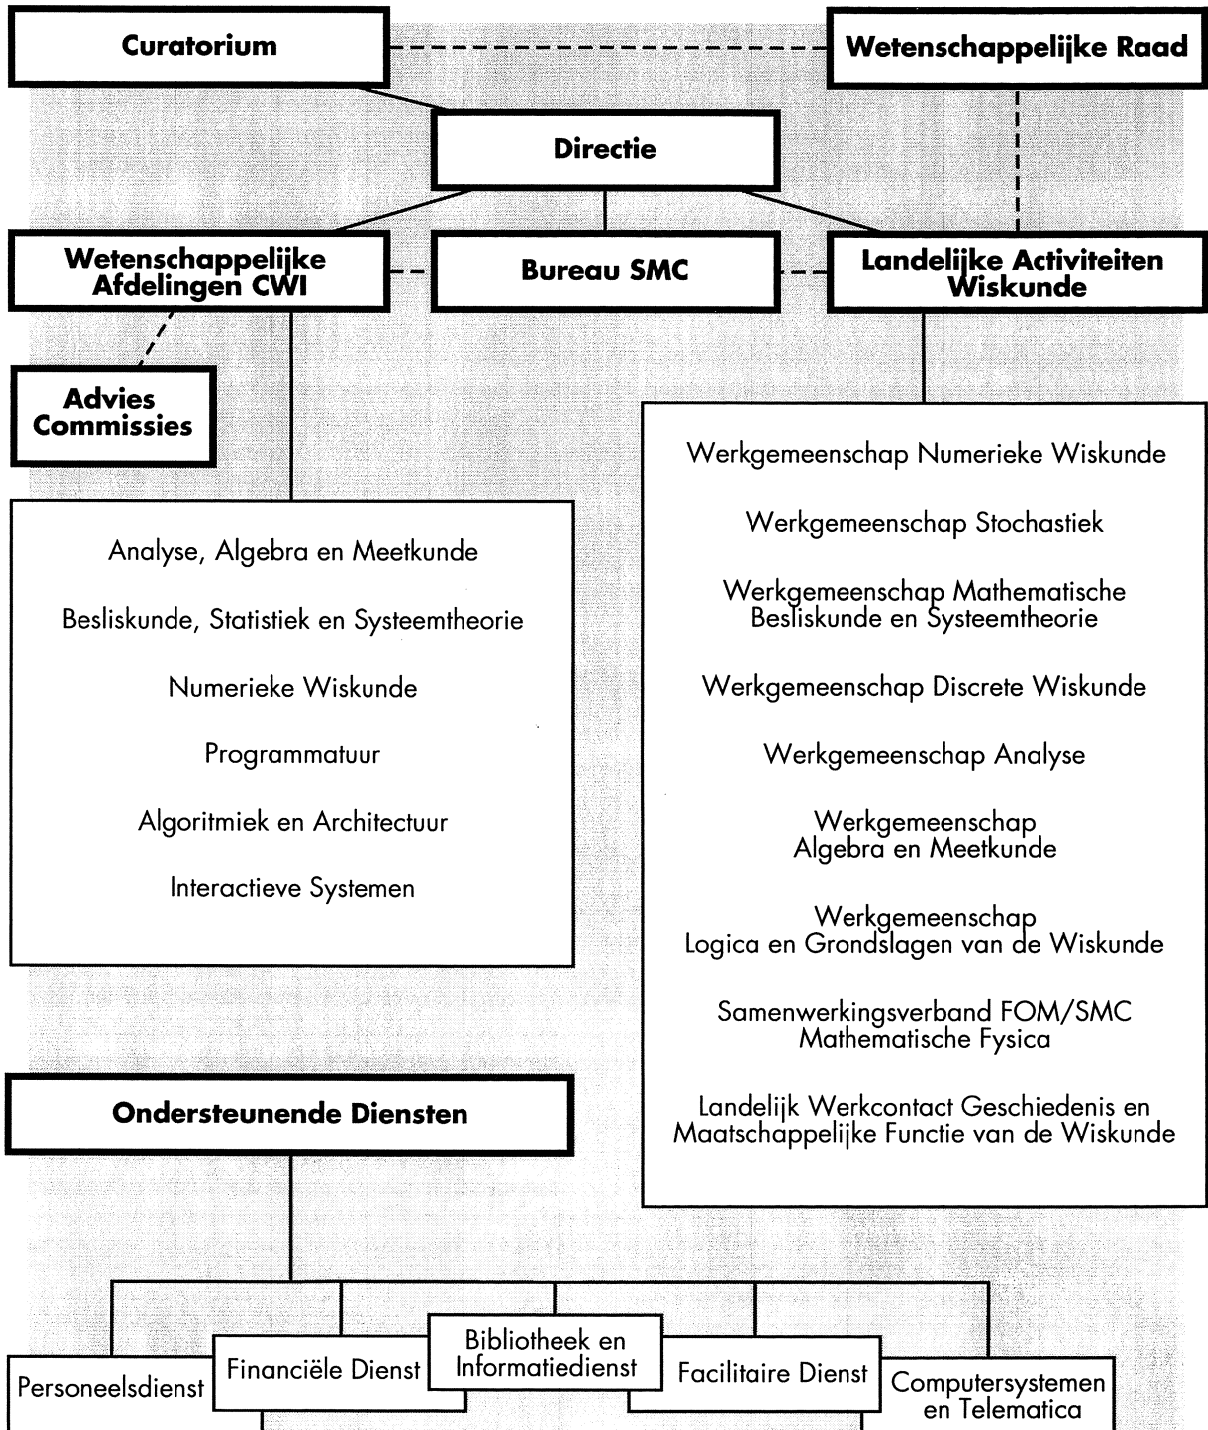 Curatorium
Wetenschappelijke Raad
Directie
Wetenschappelijke
Afdelingen CWI
Bureau SMC
Landelijke Activiteiten
Wiskunde
Advies
Commissies
Analyse, Algebra en Meetkunde
Besliskunde, Statistiek en Systeemtheorie
Numerieke Wiskunde
Programmatuur
Algoritmiek en Architectuur
Interactieve Systemen
Werkgemeenschap Numerieke Wiskunde
Werkgemeenschap Stochastiek
Werkgemeenschap Mathematische
Besliskunde en Systeemtheorie
Werkgemeenschap Discrete Wiskunde
Werkgemeenschap Analyse
Werkgemeenschap
Algebra en Meetkunde
Werkgemeenschap
Logica en Grondslagen van de Wiskunde
Samenwerkingsverband FOM/SMC
Mathematische Fysica
Landelijk Werkcontact Geschiedenis en
Maatschappelijke Functie van de Wiskunde
Ondersteunende Diensten
Personeelsdienst
Financiële Dienst
Bibliotheek en
Informatiedienst
Facilitaire Dienst
Computersystemen
en Telematica